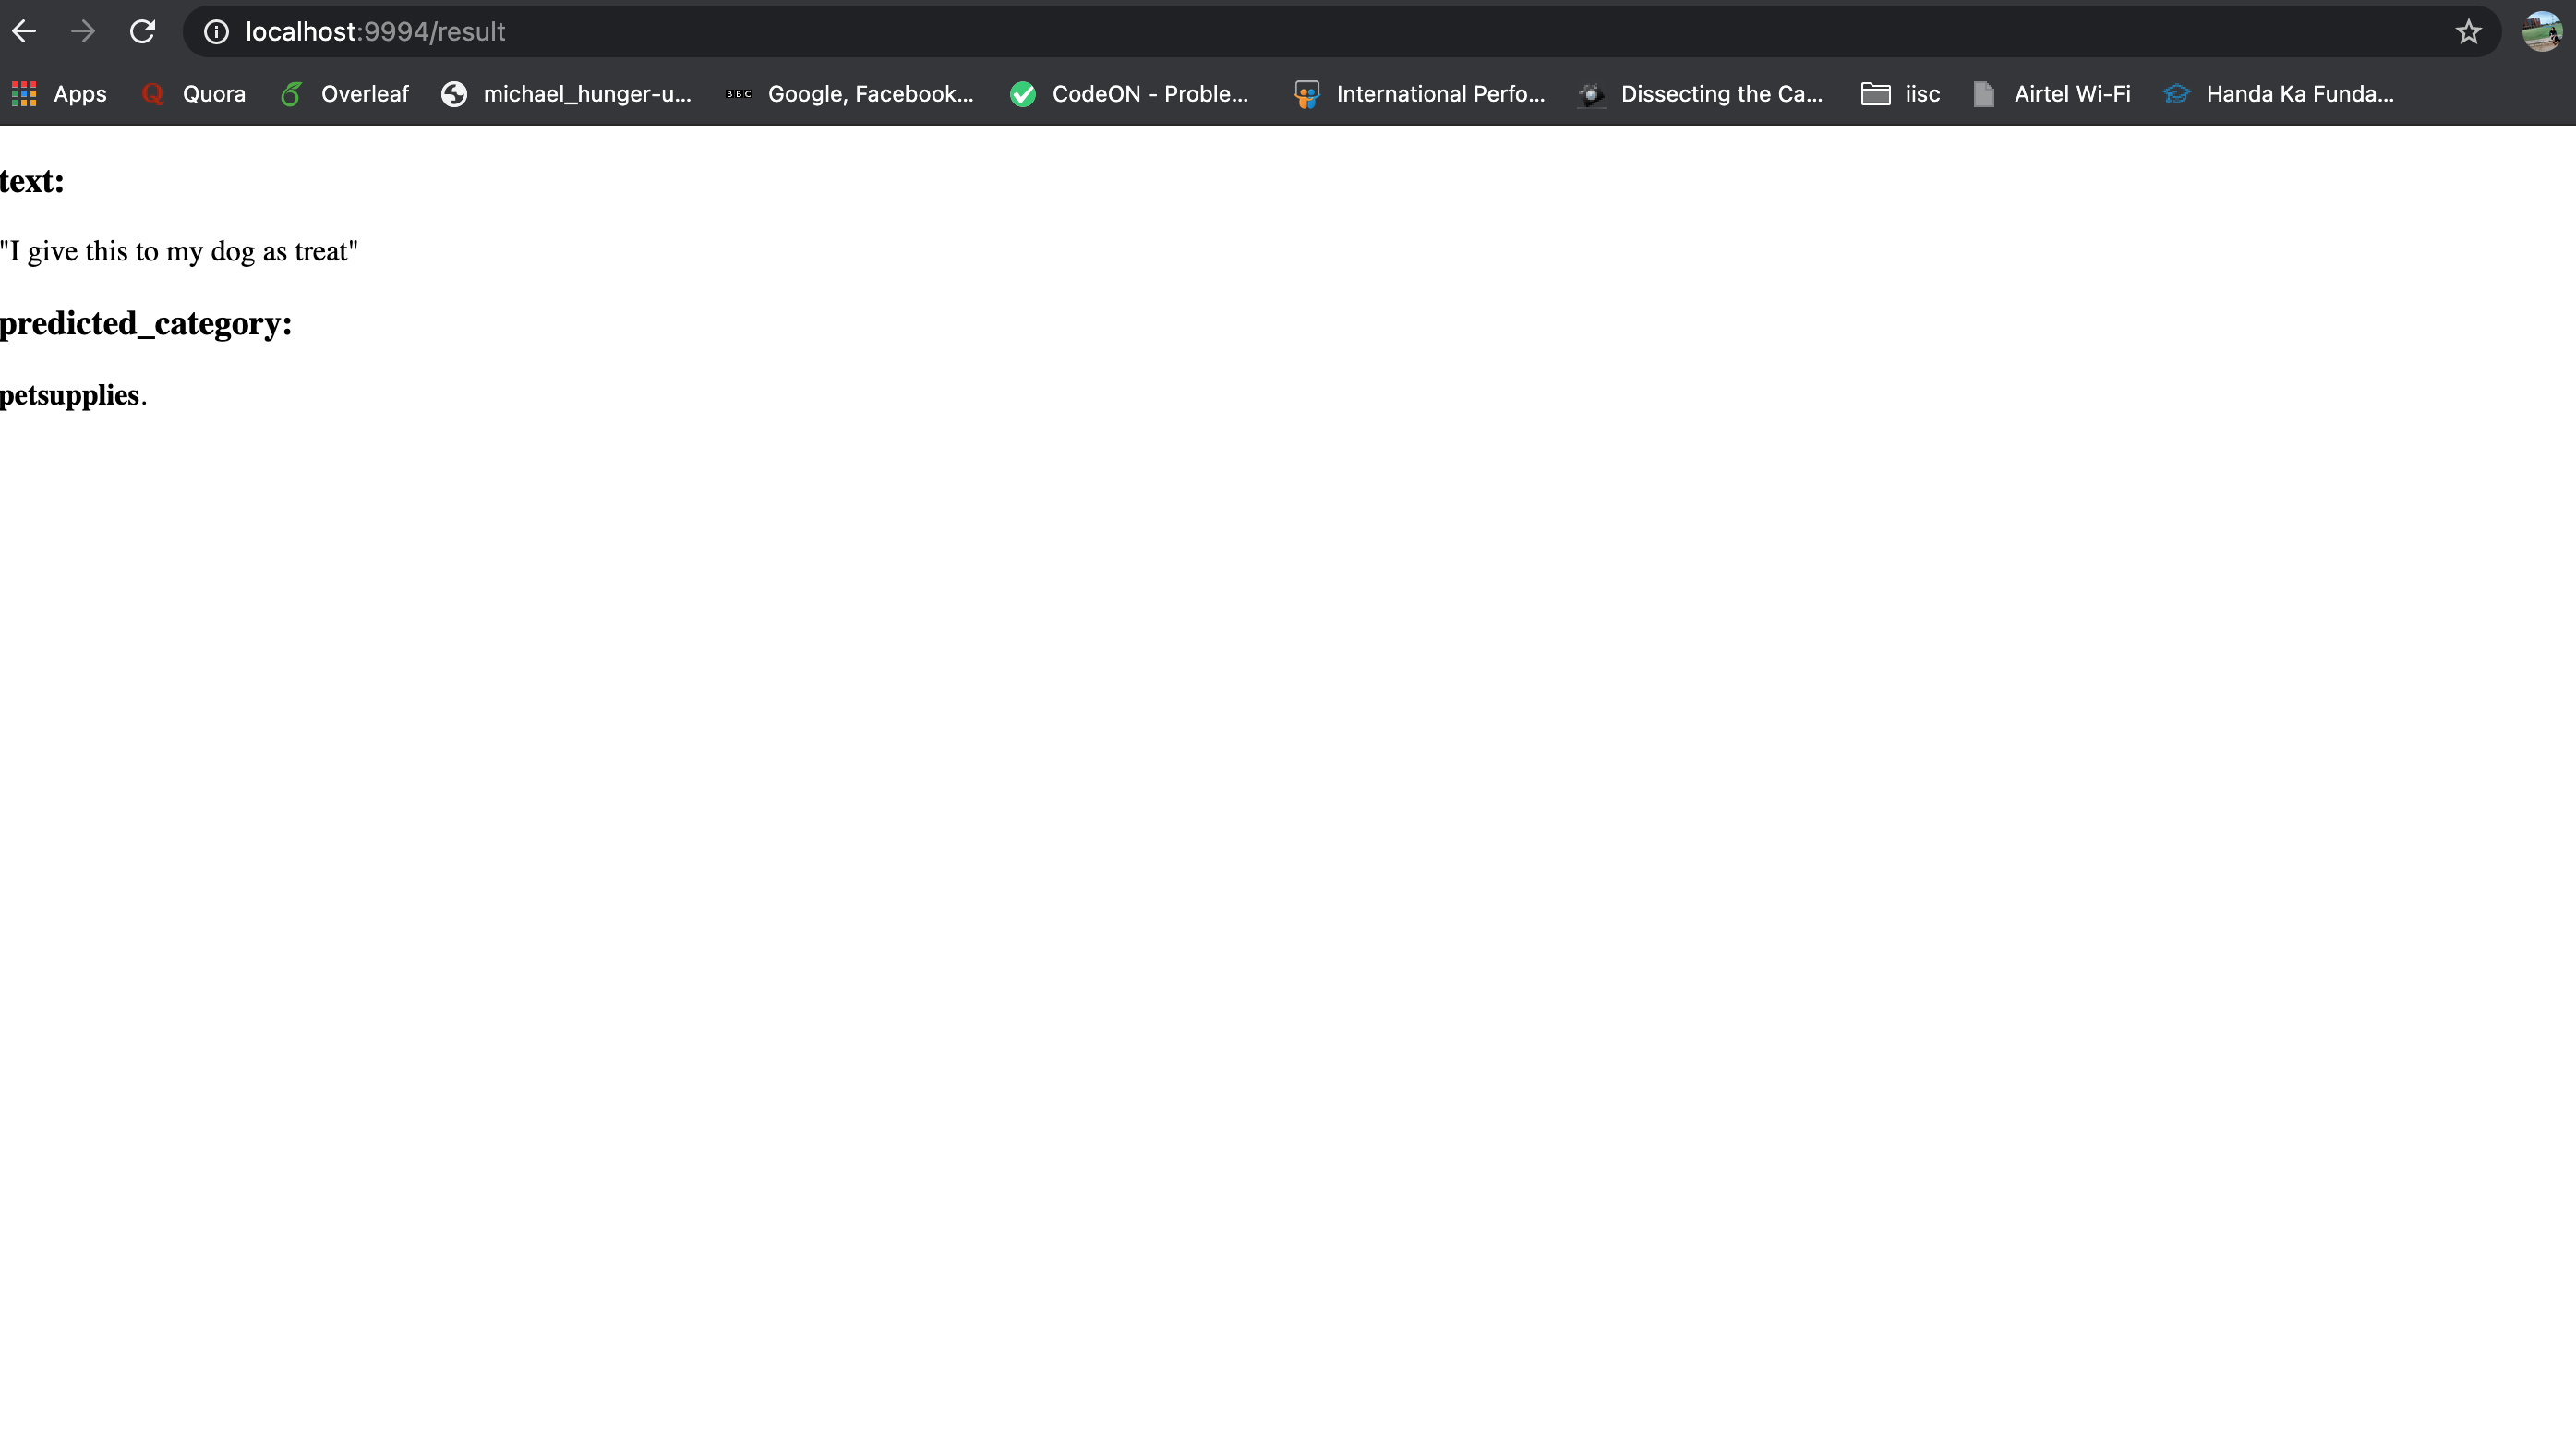 localhost:9994/result
Apps Quora Overleaf michael_hunger-u... BBC Google, Facebook... CodeON - Proble... International Perfo... Dissecting the Ca... iisc Airtel Wi-Fi Handa Ka Funda...
text:
"I give this to my dog as treat"
predicted_category:
petsupplies.